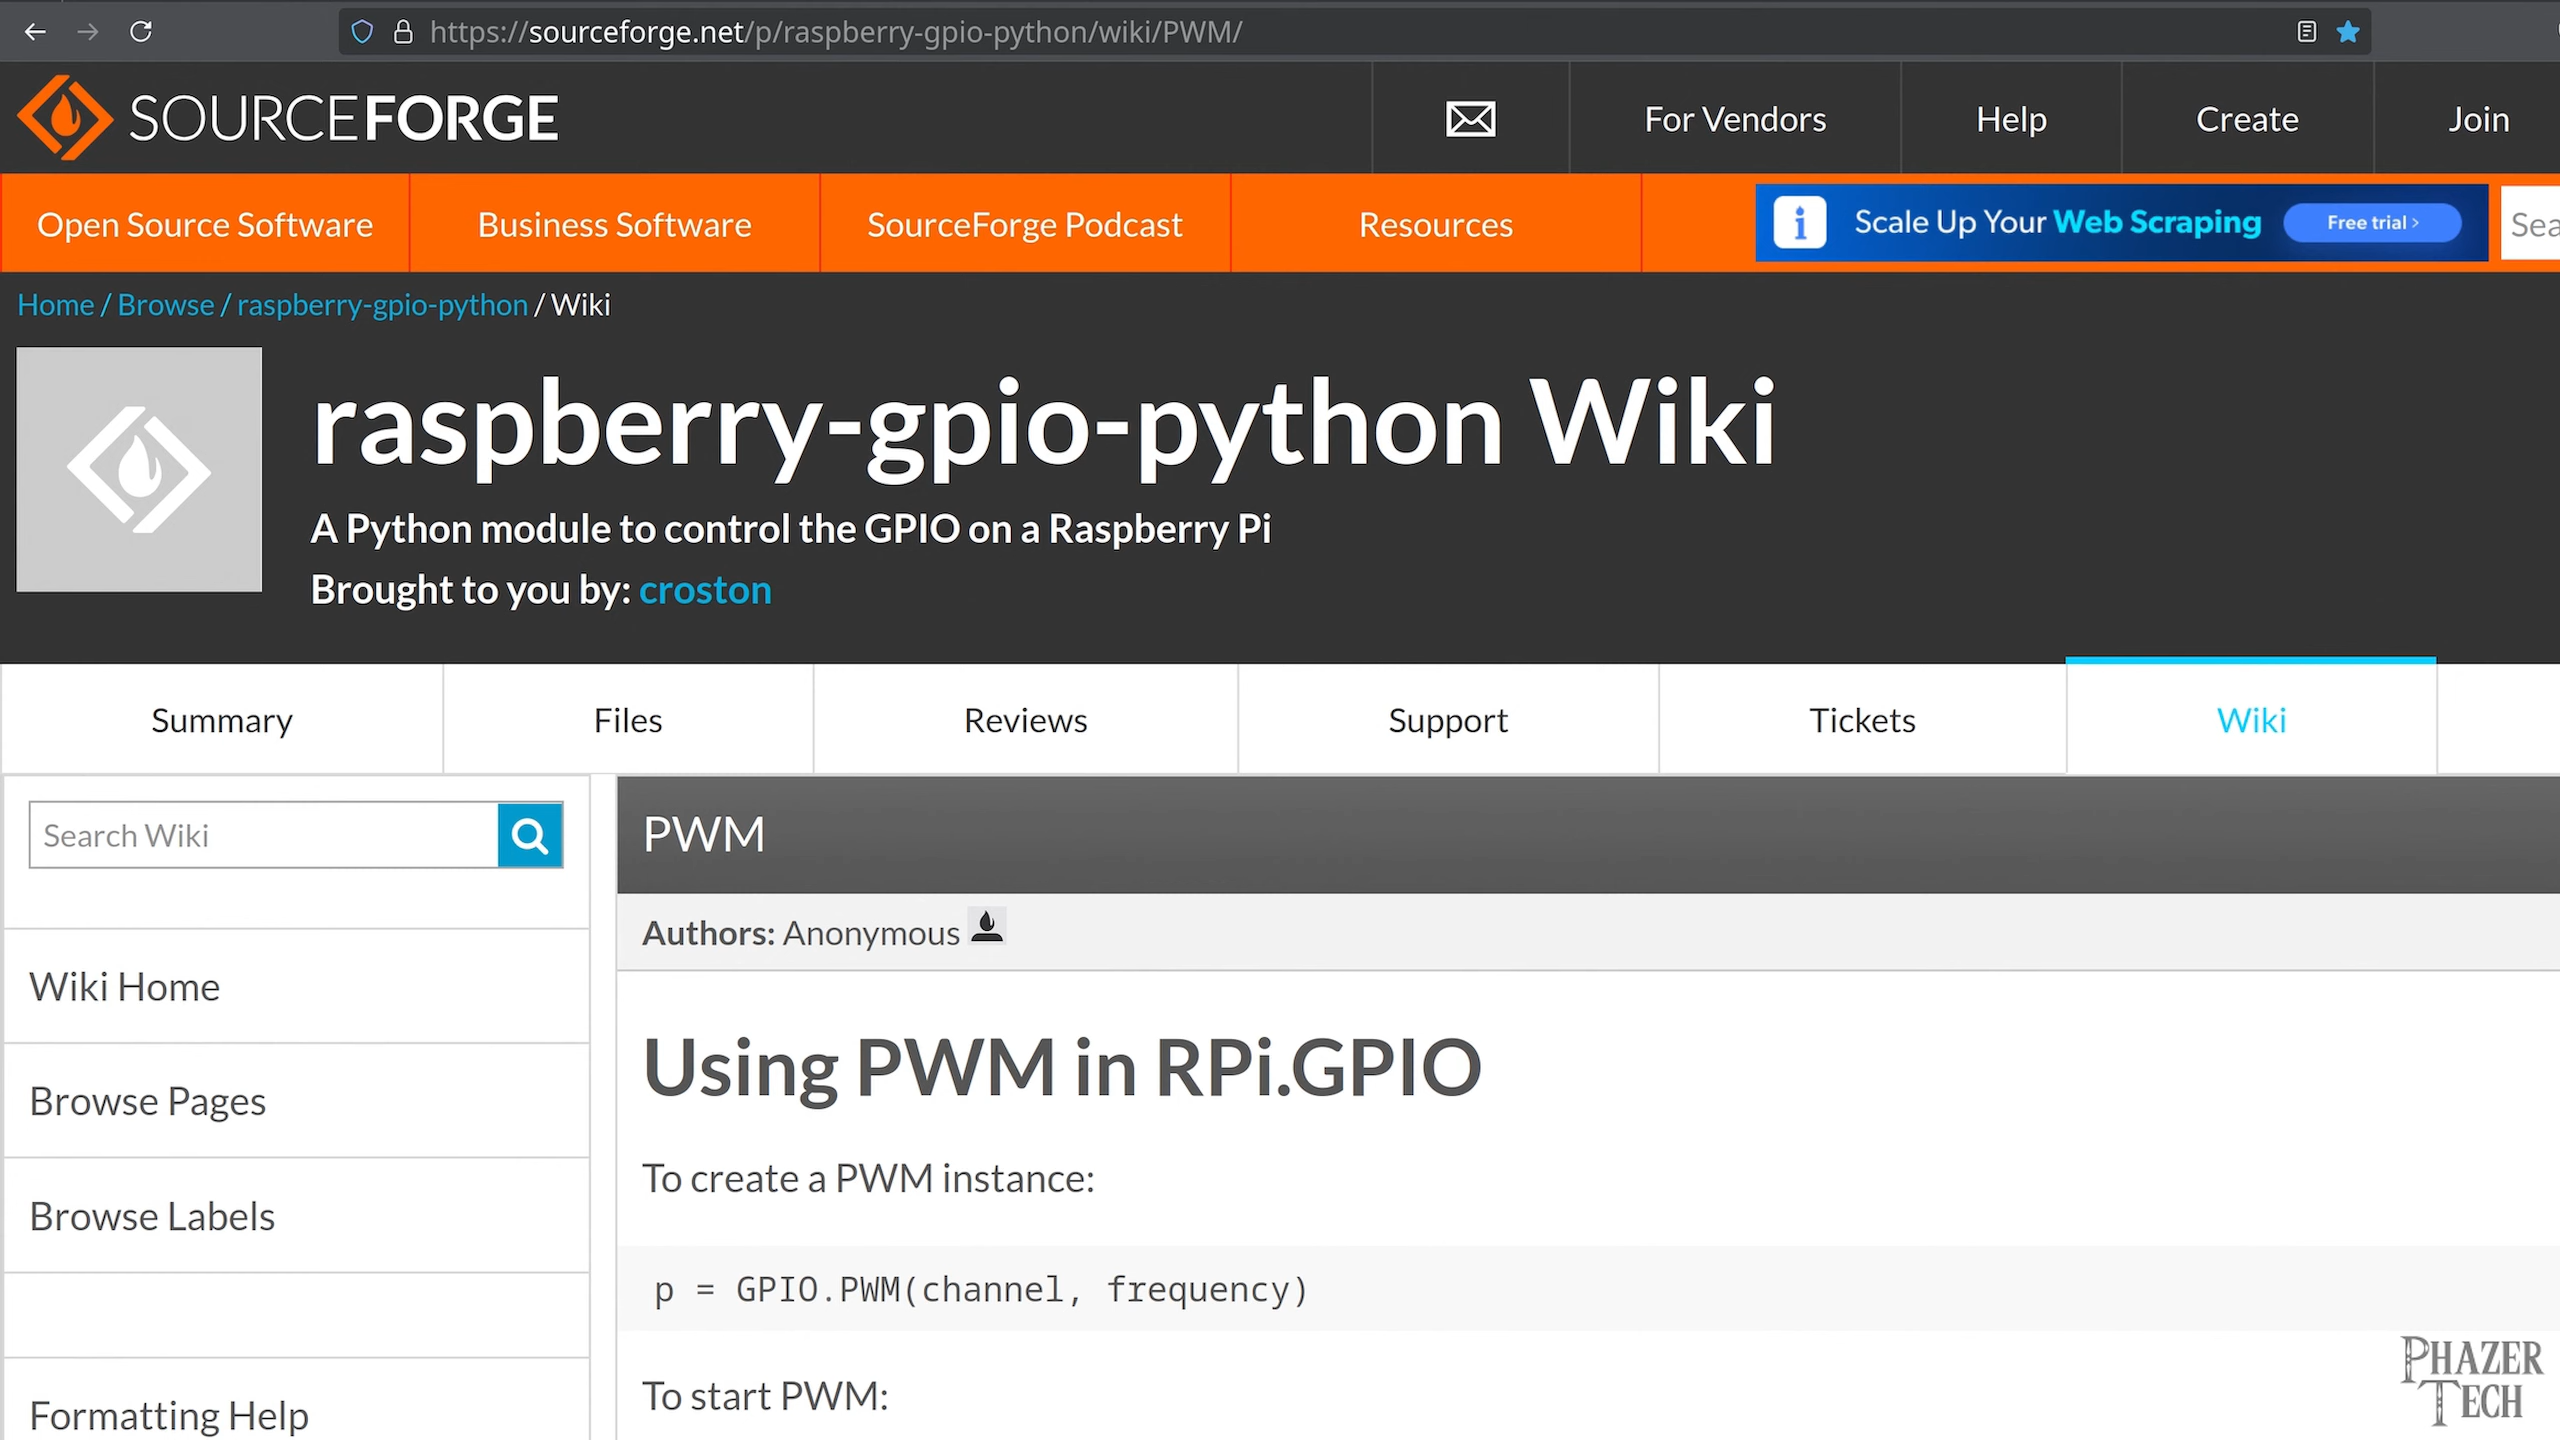 https://sourceforge.net/p/raspberry-gpio-python/wiki/PWM/
SOURCEFORGE
For Vendors
Help
Create
Join
Open Source Software
Business Software
SourceForge Podcast
Resources
Scale Up Your Web Scraping
Free trial >
Sea
Home / Browse / raspberry-gpio-python / Wiki
raspberry-gpio-python Wiki
A Python module to control the GPIO on a Raspberry Pi
Brought to you by: croston
Summary
Files
Reviews
Support
Tickets
Wiki
Search Wiki
Wiki Home
Browse Pages
Browse Labels
Formatting Help
PWM
Authors: Anonymous
Using PWM in RPi.GPIO
To create a PWM instance:
p = GPIO.PWM(channel, frequency)
To start PWM:
PHAZER
TECH